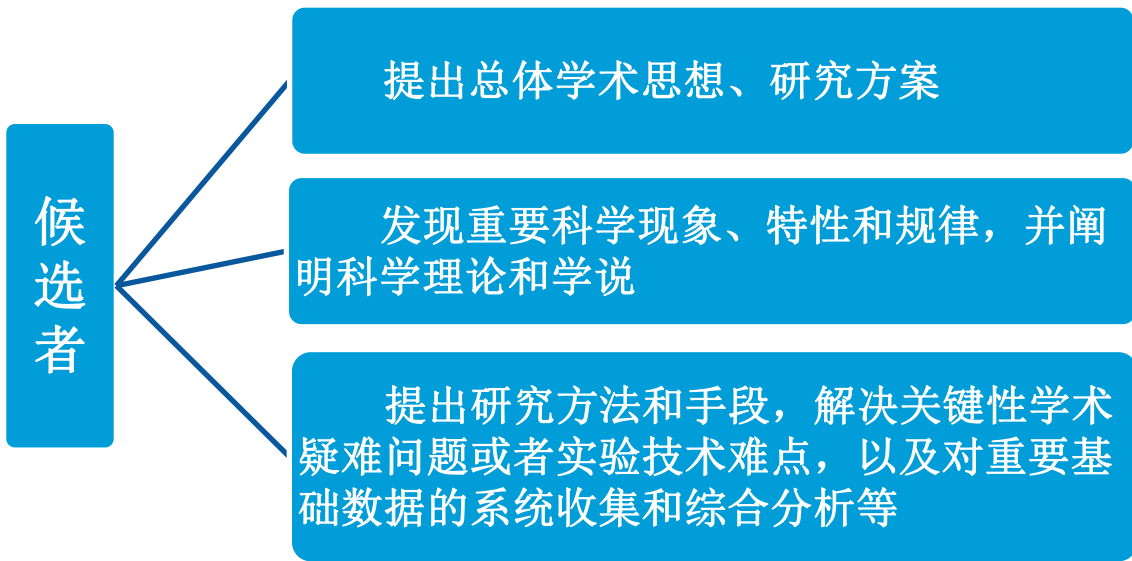 候
选
者
提出总体学术思想、研究方案
发现重要科学现象、特性和规律，并阐
明科学理论和学说
提出研究方法和手段，解决关键性学术
疑难问题或者实验技术难点，以及对重要基
础数据的系统收集和综合分析等